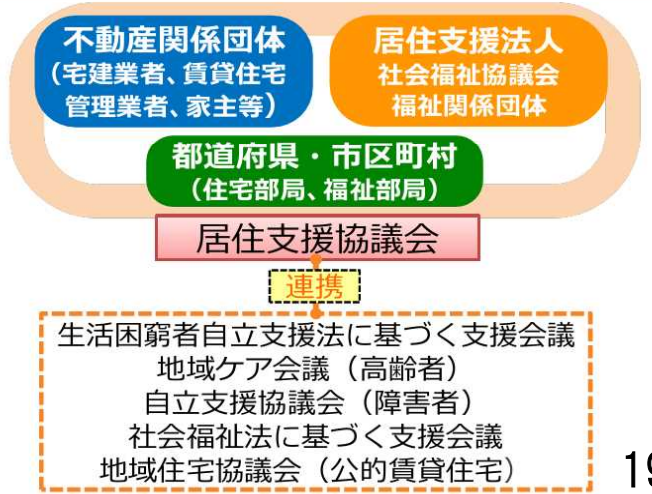 不動産関係団体
（宅建業者、賃貸住宅
管理業者、家主等）
居住支援法人
社会福祉協議会
福祉関係団体
都道府県・市区町村
（住宅部局、福祉部局）
居住支援協議会
連携
生活困窮者自立支援法に基づく支援会議
地域ケア会議（高齢者）
自立支援協議会（障害者）
社会福祉法に基づく支援会議
地域住宅協議会（公的賃貸住宅）
19